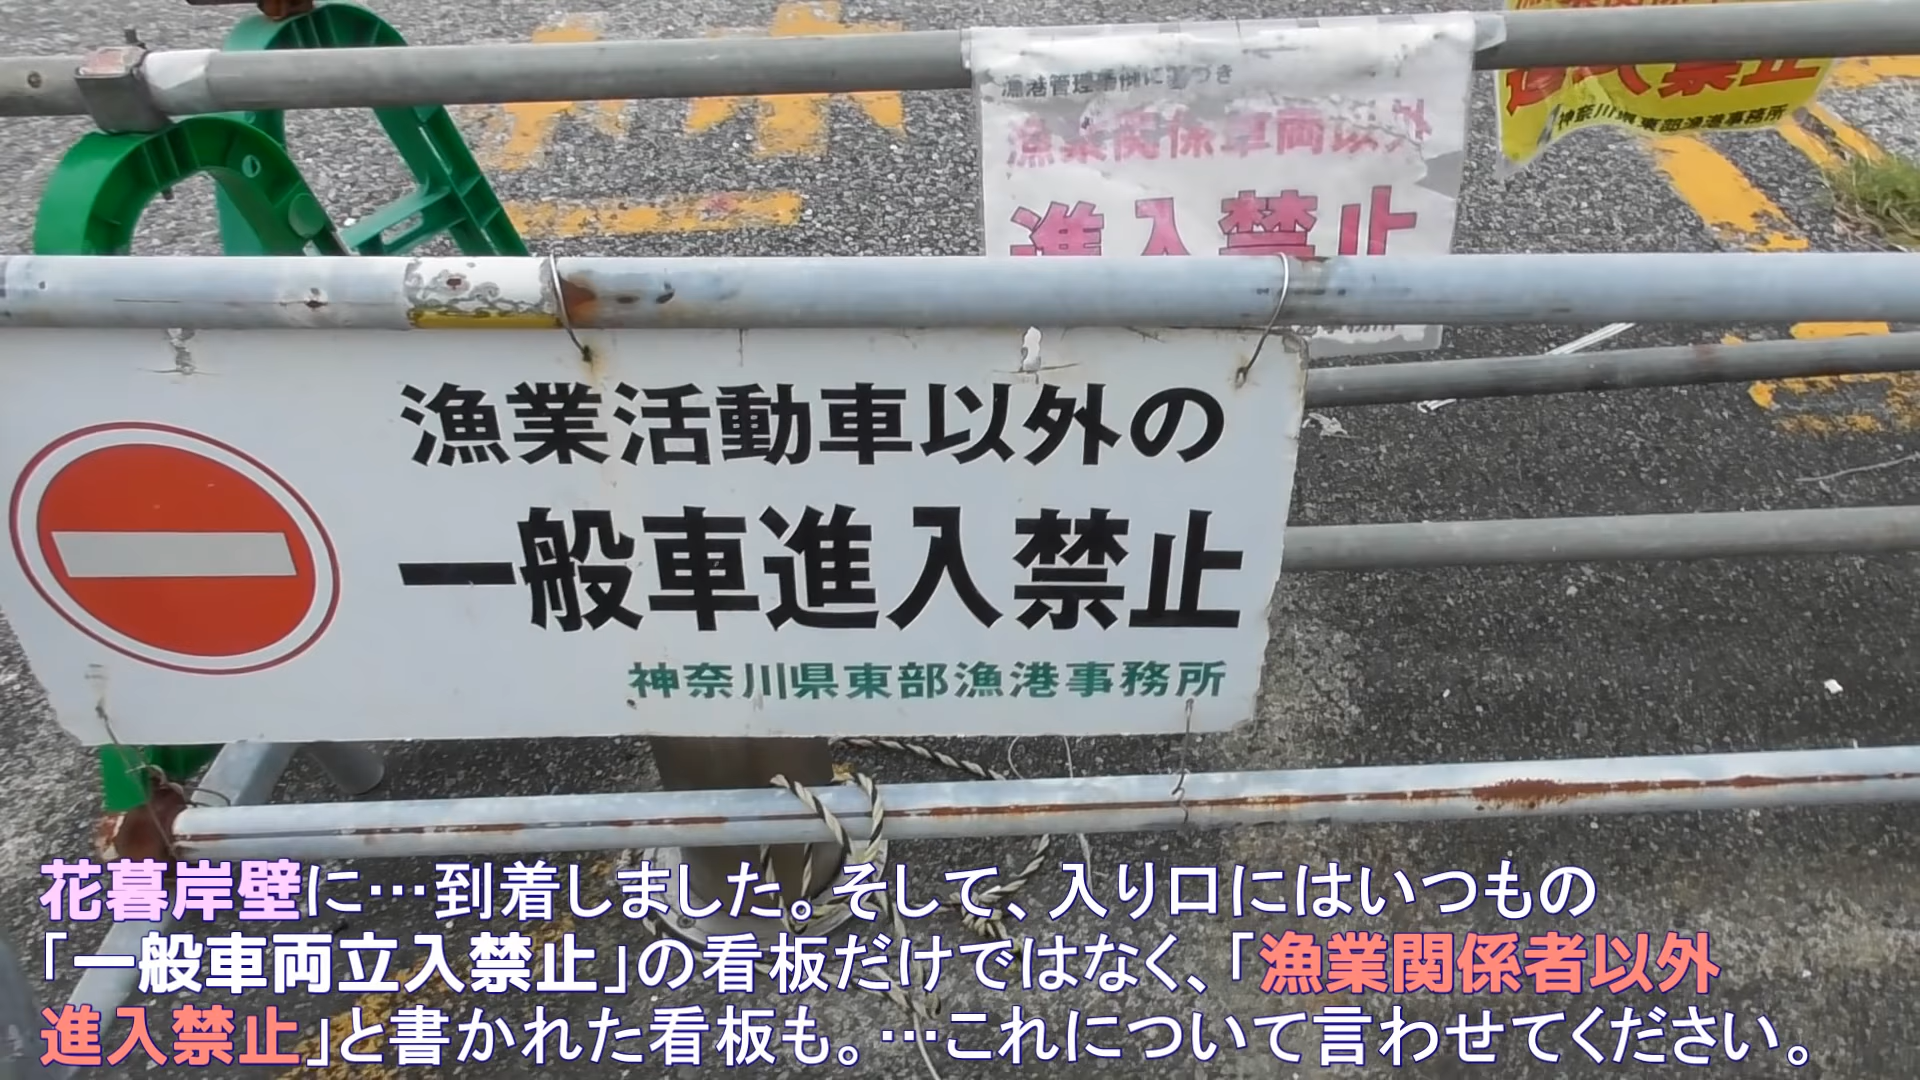 漁港管理条例に基づき
漁業関係車両以外
進入禁止
進入禁止
神奈川県東部漁港事務所
漁業活動車以外の
一般車進入禁止
神奈川県東部漁港事務所
花暮岸壁に…到着しました。そして、入り口にはいつもの
「一般車両立入禁止」の看板だけではなく、「漁業関係者以外
進入禁止」と書かれた看板も。…これについて言わせてください。